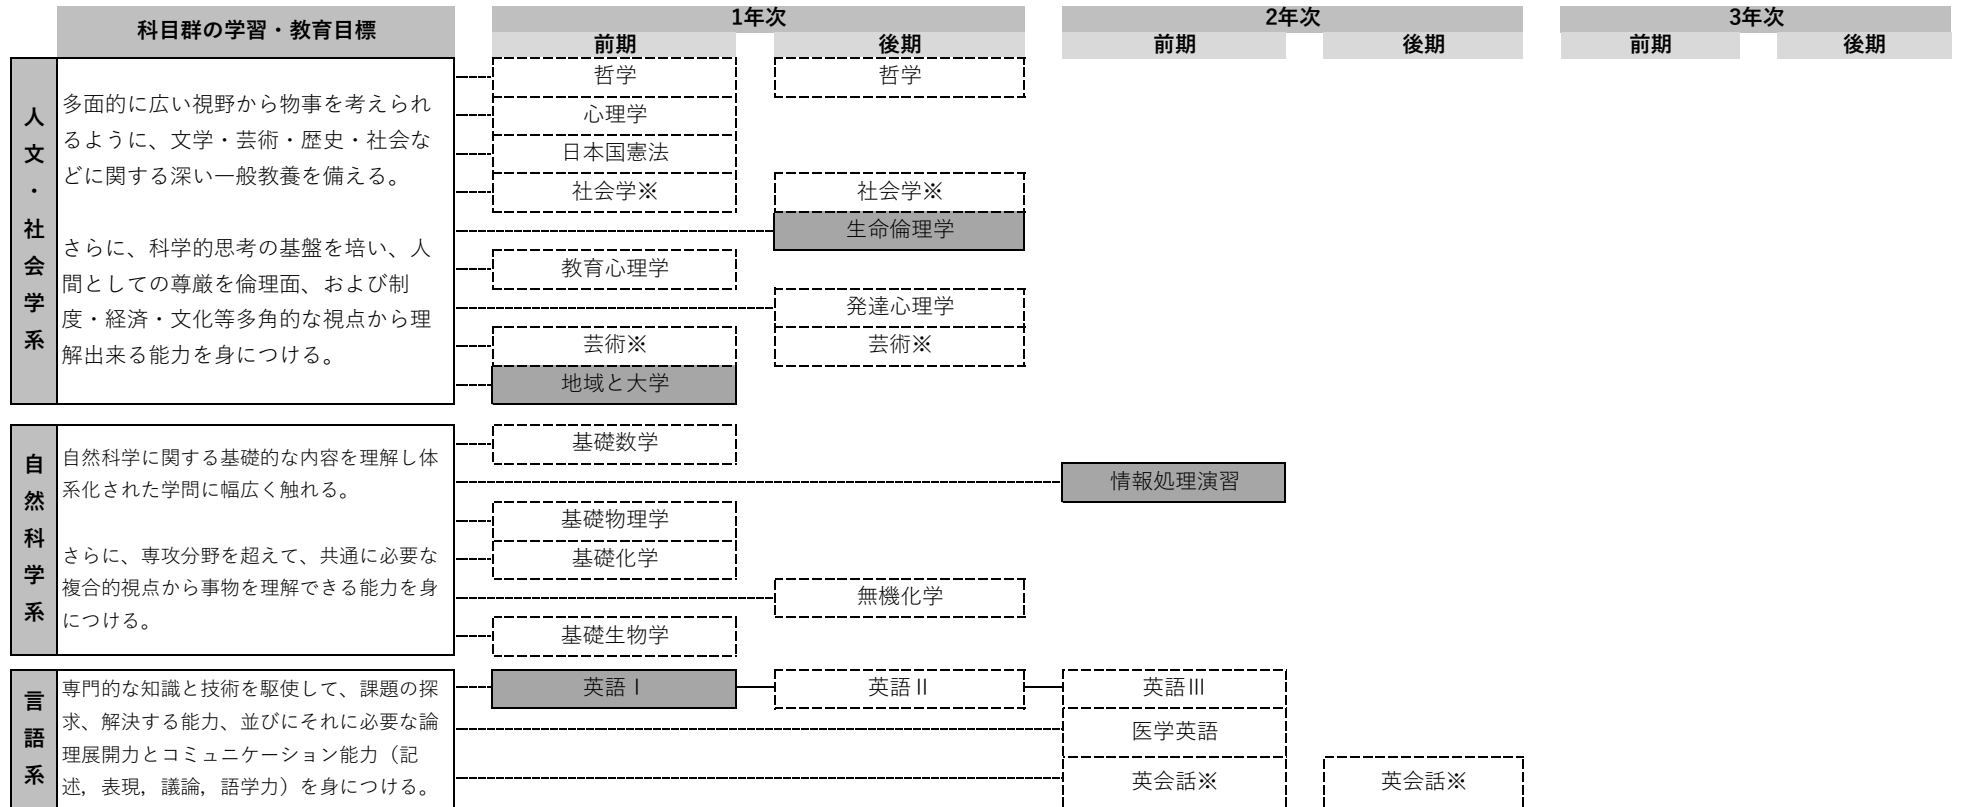 科目群の学習・教育目標
1年次
2年次
3年次
前期
後期
前期
後期
前期
後期
人文・社会学系
多面的に広い視野から物事を考えられ
るように、文学・芸術・歴史・社会な
どに関する深い一般教養を備える。
さらに、科学的思考の基盤を培い、人
間としての尊厳を倫理面、および制
度・経済・文化等多角的な視点から理
解出来る能力を身につける。
哲学
哲学
心理学
日本国憲法
社会学※
社会学※
生命倫理学
教育心理学
発達心理学
芸術※
芸術※
地域と大学
自然科学系
自然科学に関する基礎的な内容を理解し体
系化された学問に幅広く触れる。
さらに、専攻分野を超えて、共通に必要な
複合的視点から事物を理解できる能力を身
につける。
基礎数学
情報処理演習
基礎物理学
基礎化学
無機化学
基礎生物学
言語系
専門的な知識と技術を駆使して、課題の探
求、解決する能力、並びにそれに必要な論
理展開力とコミュニケーション能力（記
述，表現，議論，語学力）を身につける。
英語Ⅰ
英語Ⅱ
英語Ⅲ
医学英語
英会話※
英会話※